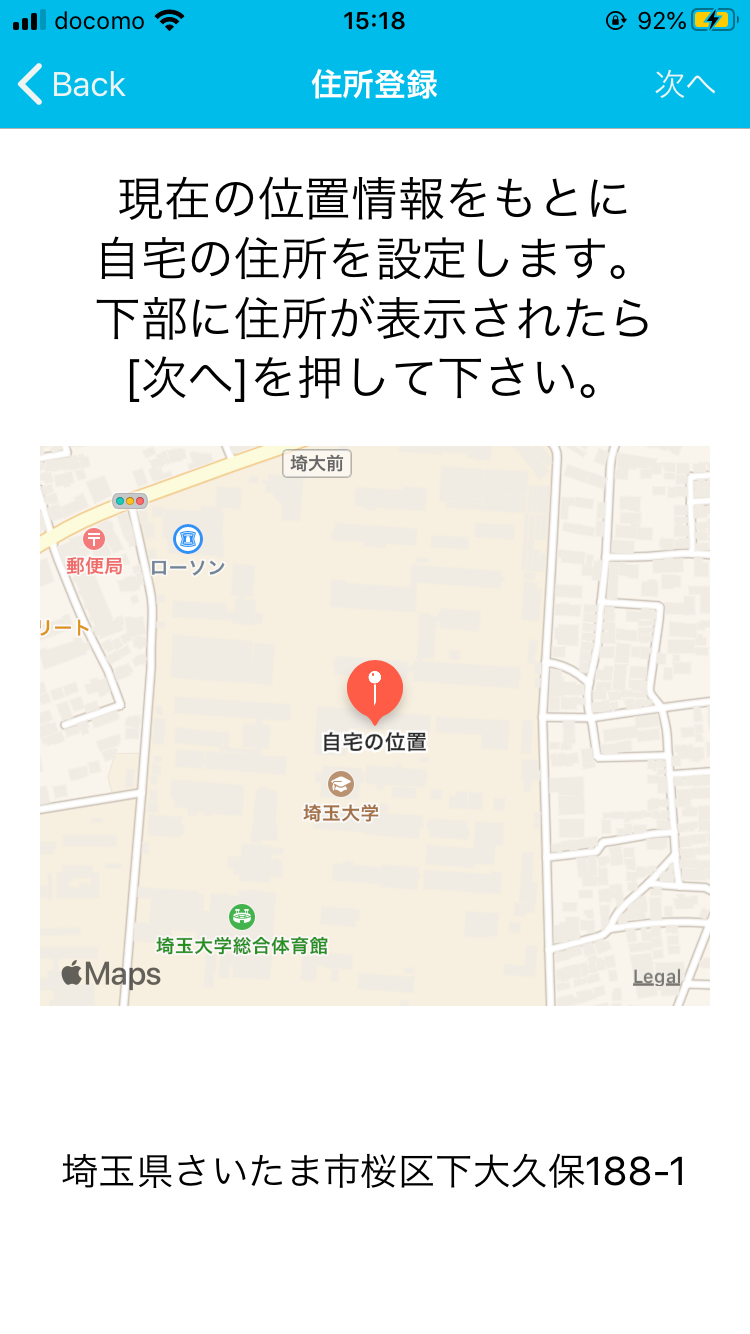 docomo 15:18 92%
Back 住所登録 次へ
現在の位置情報をもとに
自宅の住所を設定します。
下部に住所が表示されたら
[次へ]を押して下さい。
埼大前
郵便局
ローソン
リート
自宅の位置
埼玉大学
埼玉大学総合体育館
Maps
Legal
埼玉県さいたま市桜区下大久保188-1